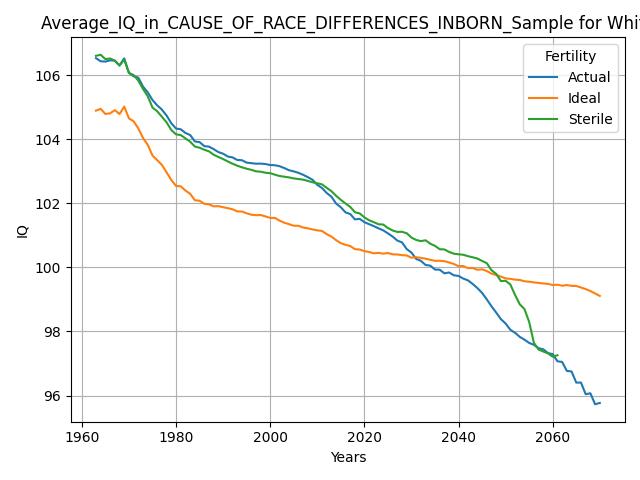 Average_IQ_in_CAUSE_OF_RACE_DIFFERENCES_INBORN_Sample for Whi
Fertility
Actual
Ideal
Sterile
106
104
102
100
98
96
IQ
1960
1980
2000
2020
2040
2060
Years